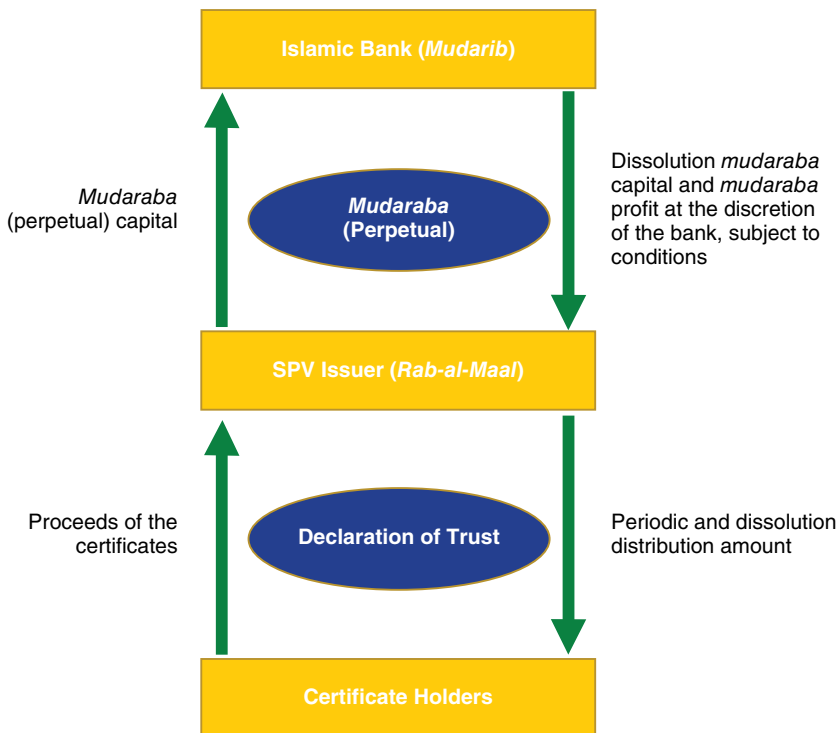 Islamic Bank (Mudarib)
Mudaraba
(perpetual) capital
Mudaraba
(Perpetual)
Dissolution mudaraba
capital and mudaraba
profit at the discretion
of the bank, subject to
conditions
SPV Issuer (Rab-al-Maal)
Proceeds of the
certificates
Declaration of Trust
Periodic and dissolution
distribution amount
Certificate Holders